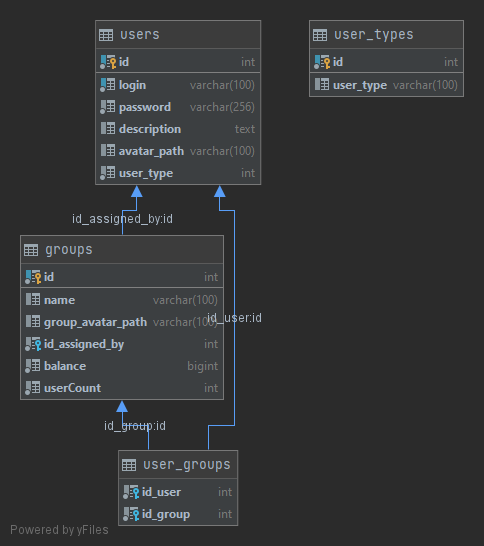 users
id int
login varchar(100)
password varchar(256)
description text
avatar_path varchar(100)
user_type int
user_types
id int
user_type varchar(100)
id_assigned_by:id
groups
id int
name varchar(100)
group_avatar_path varchar(100)
id_user:id
id_assigned_by int
balance bigint
userCount int
id_group:id
user_groups
id_user int
id_group int
Powered by yFiles